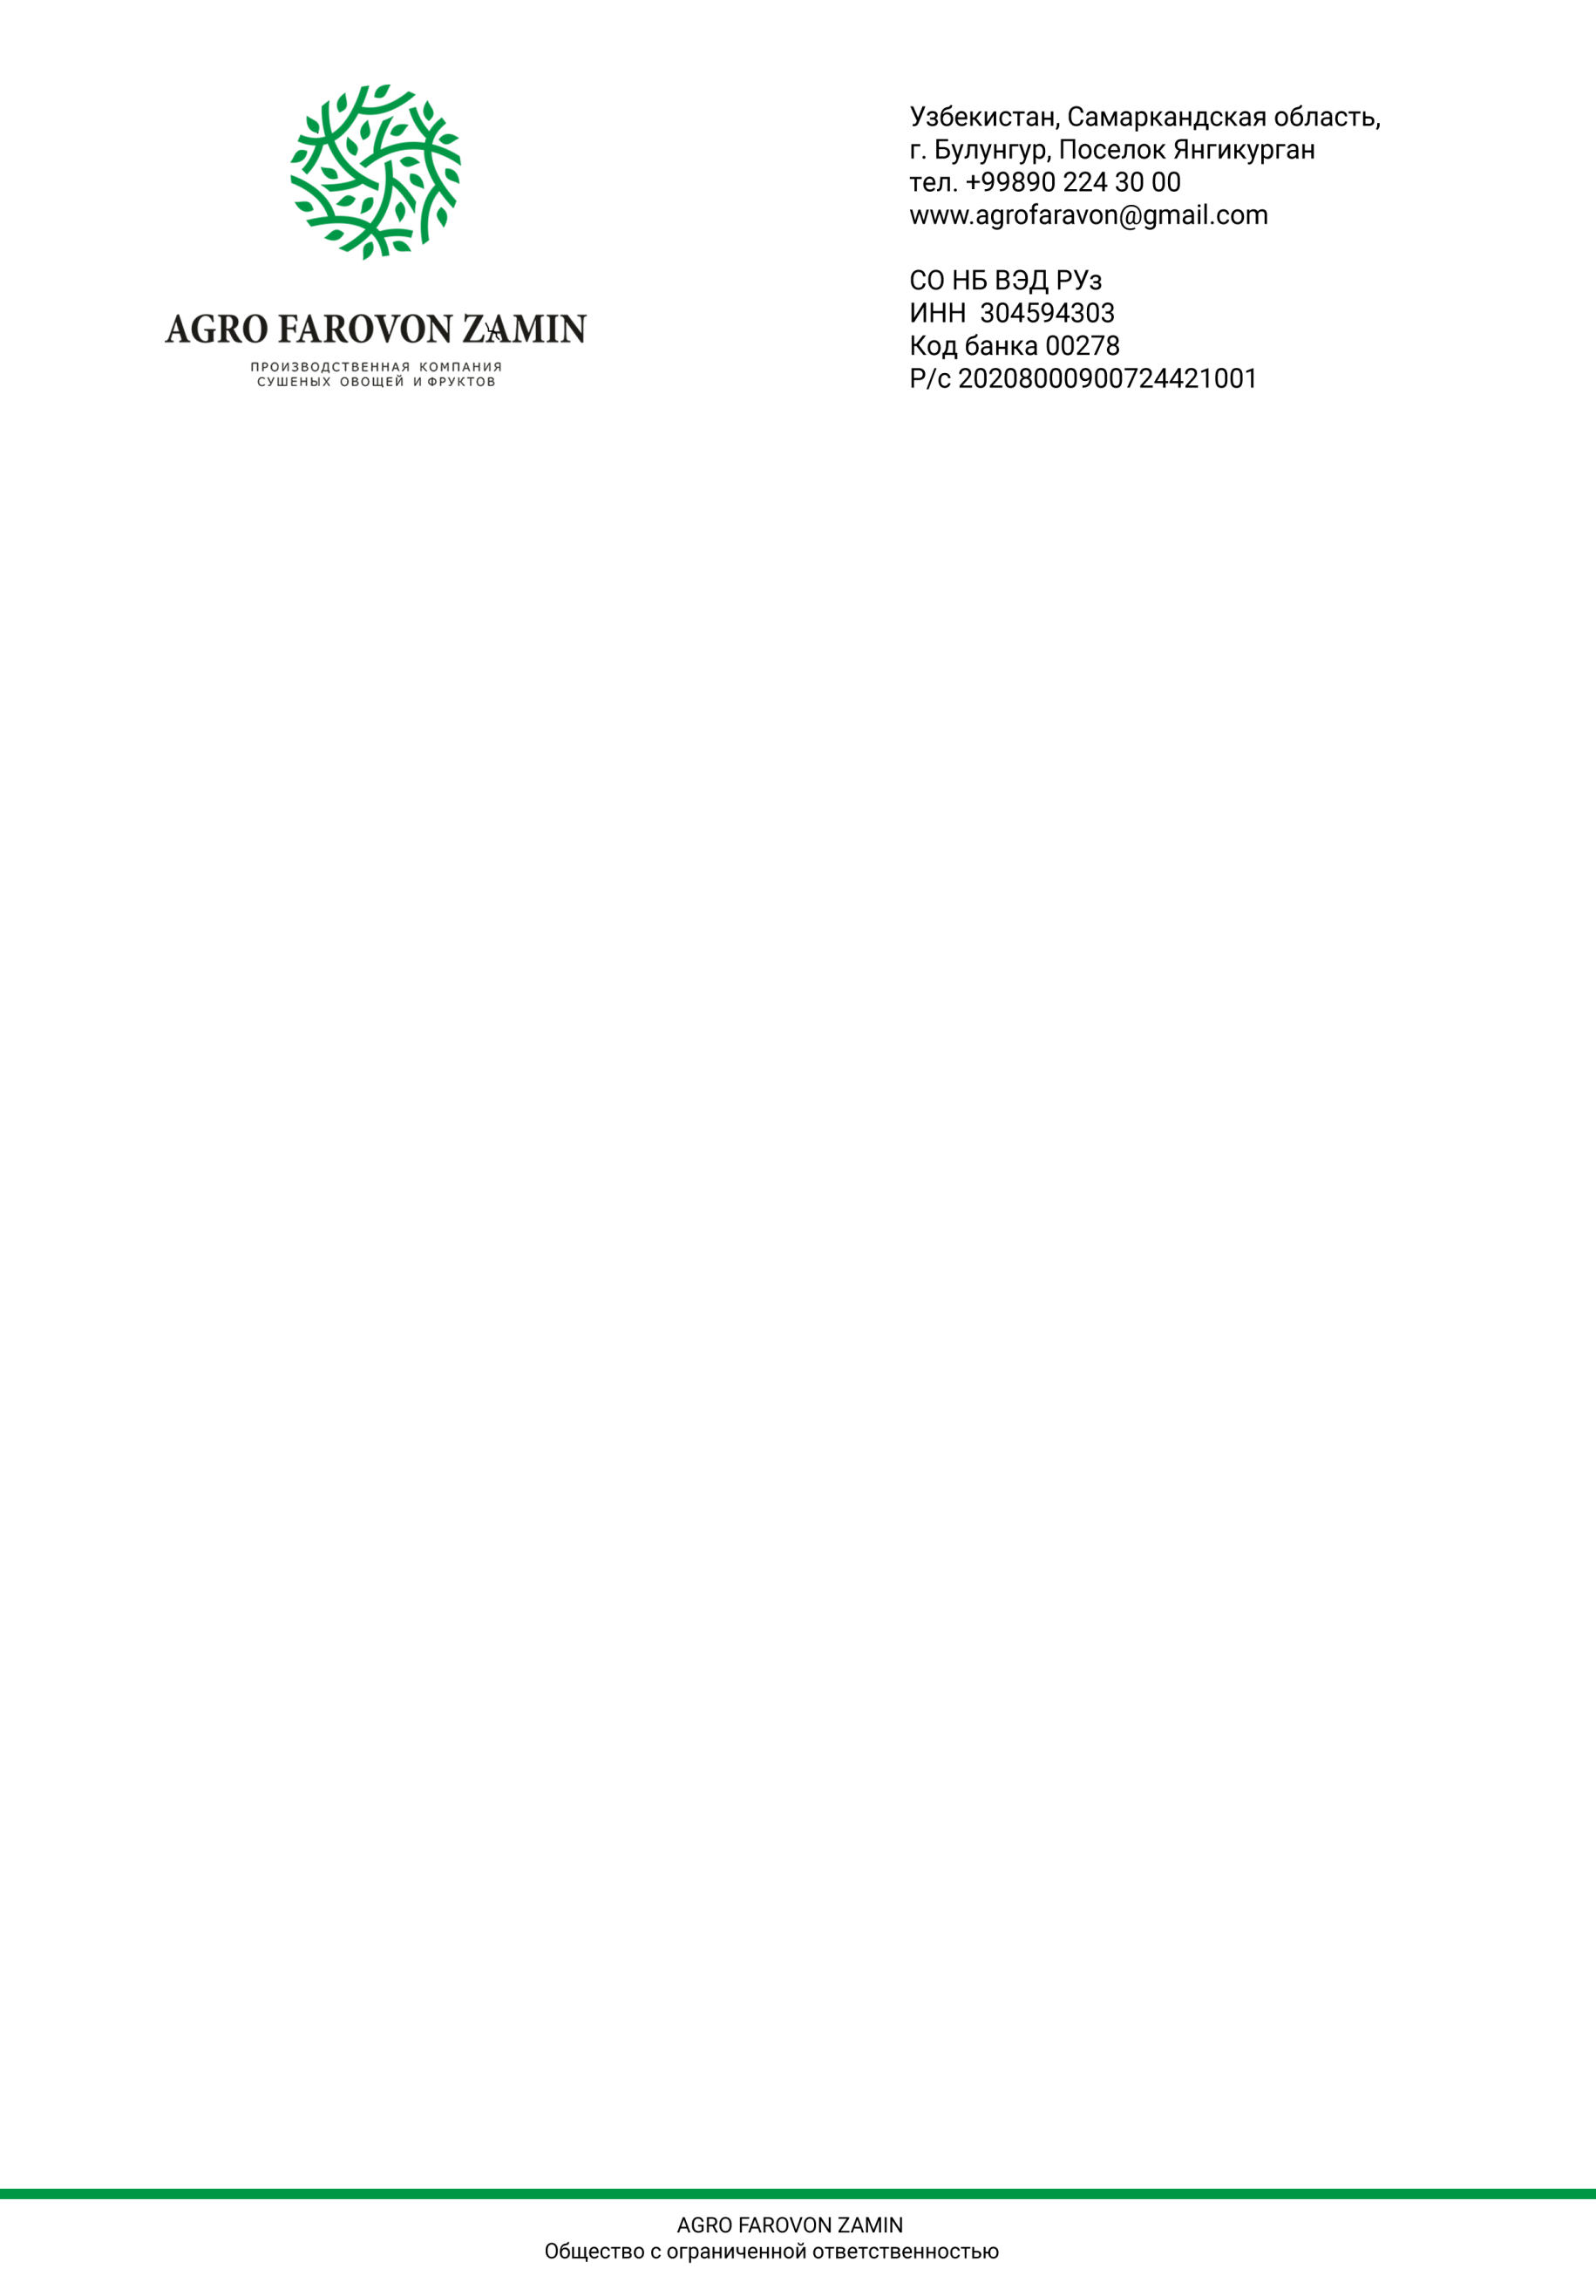 AGRO FAROVON ZAMIN
ПРОИЗВОДСТВЕННАЯ КОМПАНИЯ
СУШЕНЫХ ОВОЩЕЙ И ФРУКТОВ
Узбекистан, Самаркандская область,
г. Булунгур, Поселок Янгикурган
тел. +99890 224 30 00
www.agrofaravon@gmail.com
СО НБ ВЭД РУз
ИНН 304594303
Код банка 00278
Р/с 20208000900724421001
AGRO FAROVON ZAMIN
Общество с ограниченной ответственностью